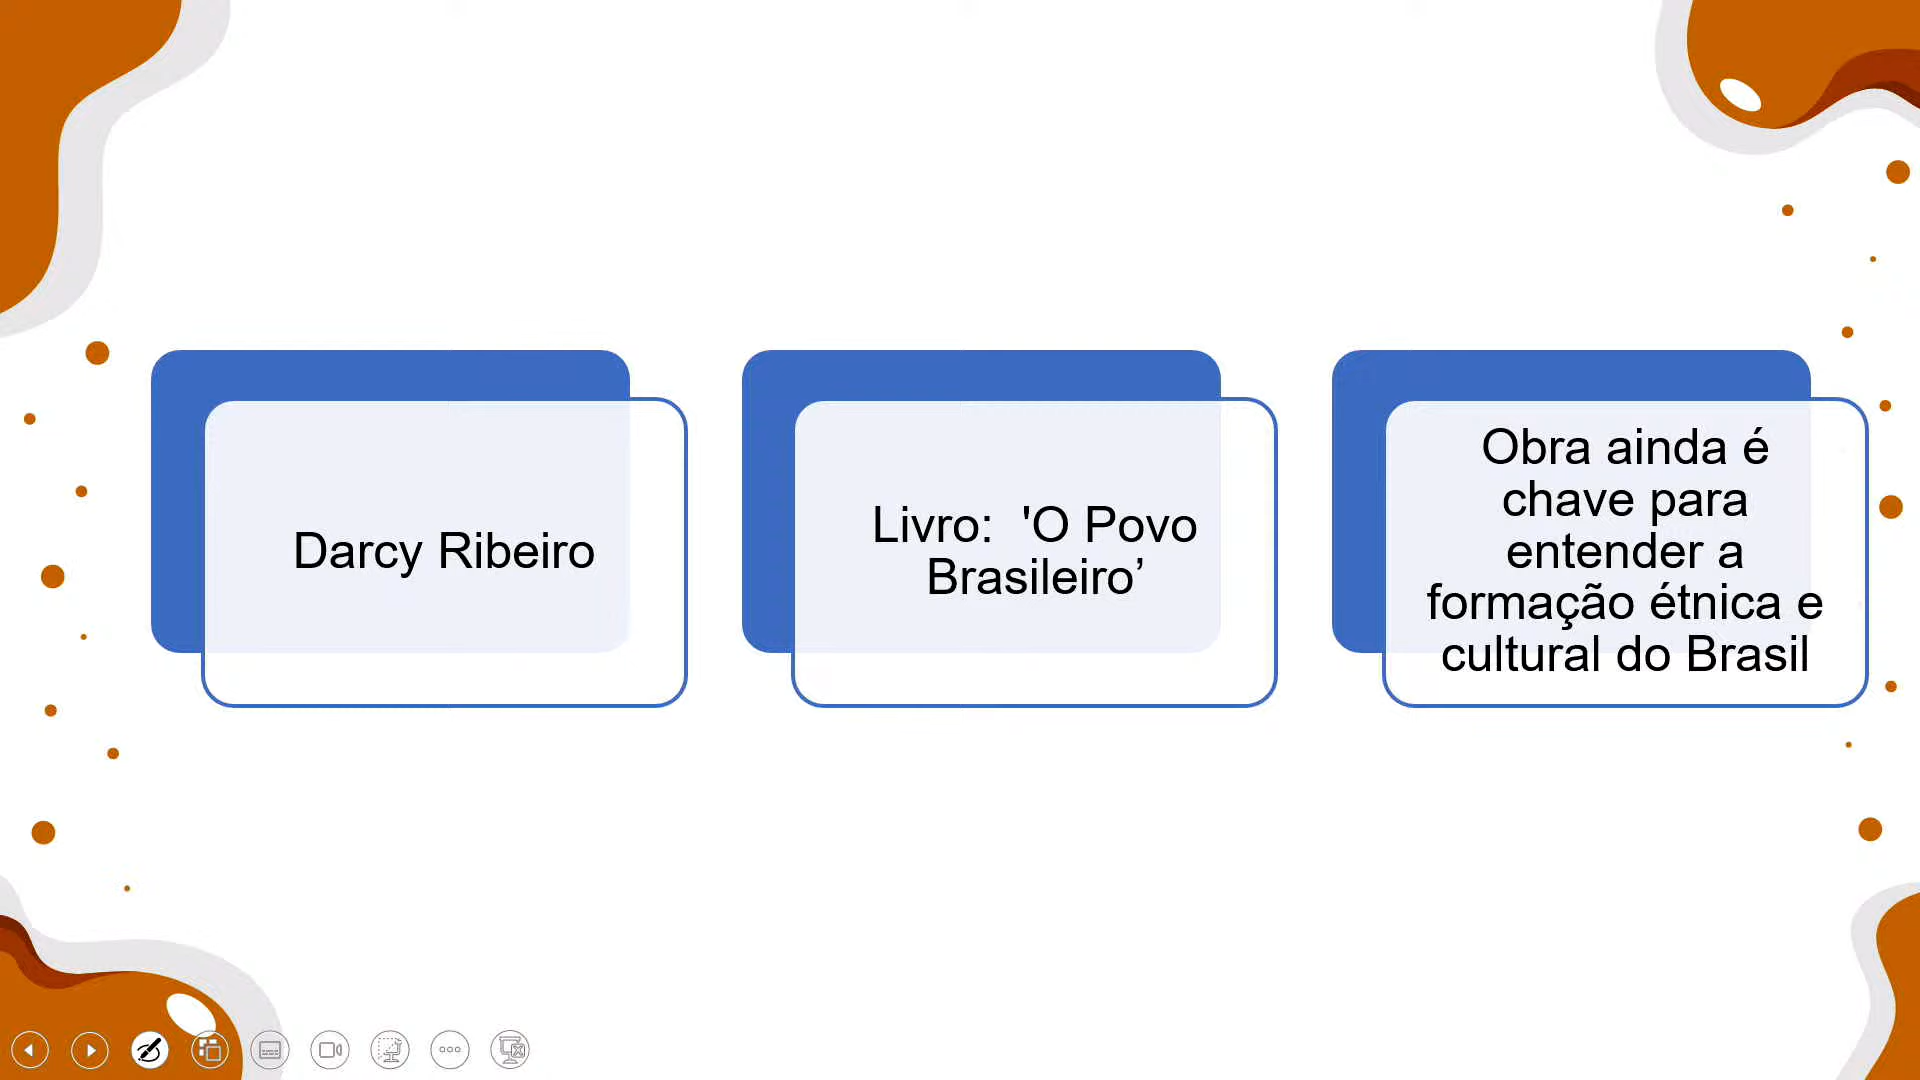 Darcy Ribeiro
Livro:  'O Povo
Brasileiro’
Obra ainda é
chave para
entender a
formação étnica e
cultural do Brasil